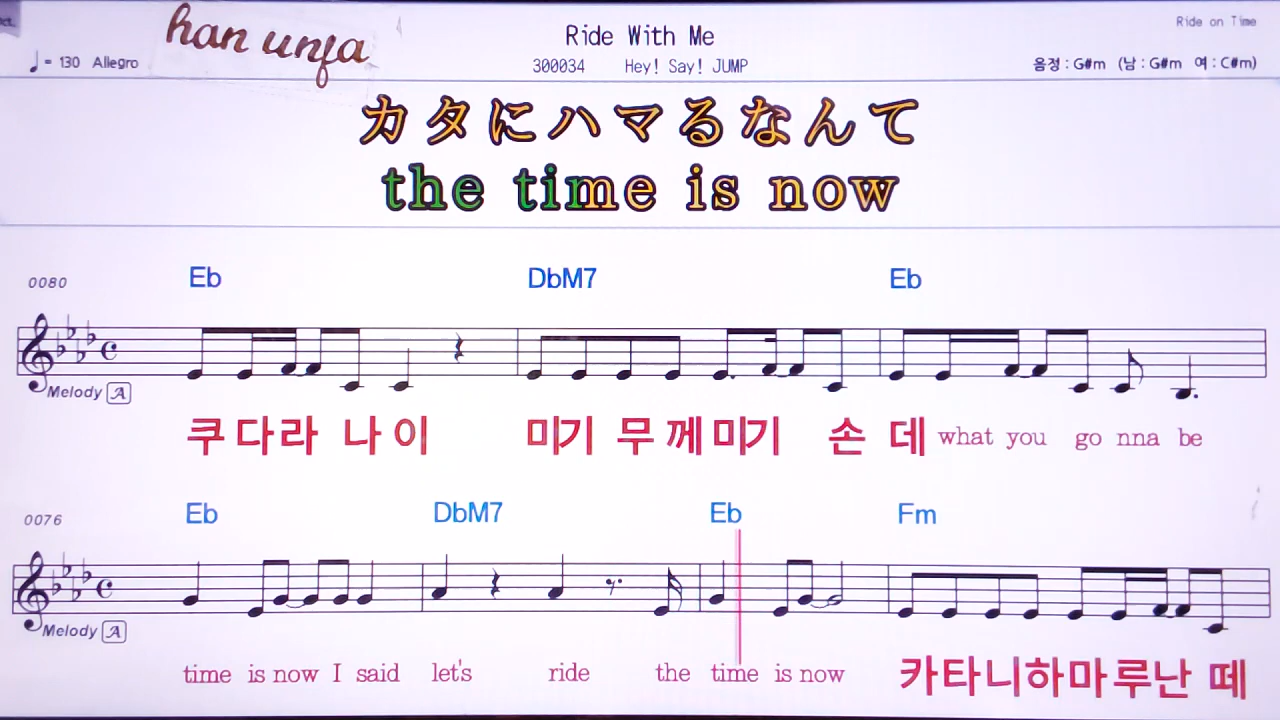 ct.
han unfa
Ride With Me
Ride on Time
♩= 130 Allegro
300034 Hey! Say! JUMP
음정 : G#m (남 : G#m 여 : C#m)
カタにハマるなんて
the time is now
0080 Eb DbM7 Eb
Melody A
쿠 다 라 나 이 미기 무 께 미기 손 데 what you go nna be
0076 Eb DbM7 Eb Fm
Melody A
time is now I said let's ride the time is now 카타니하마루난 떼